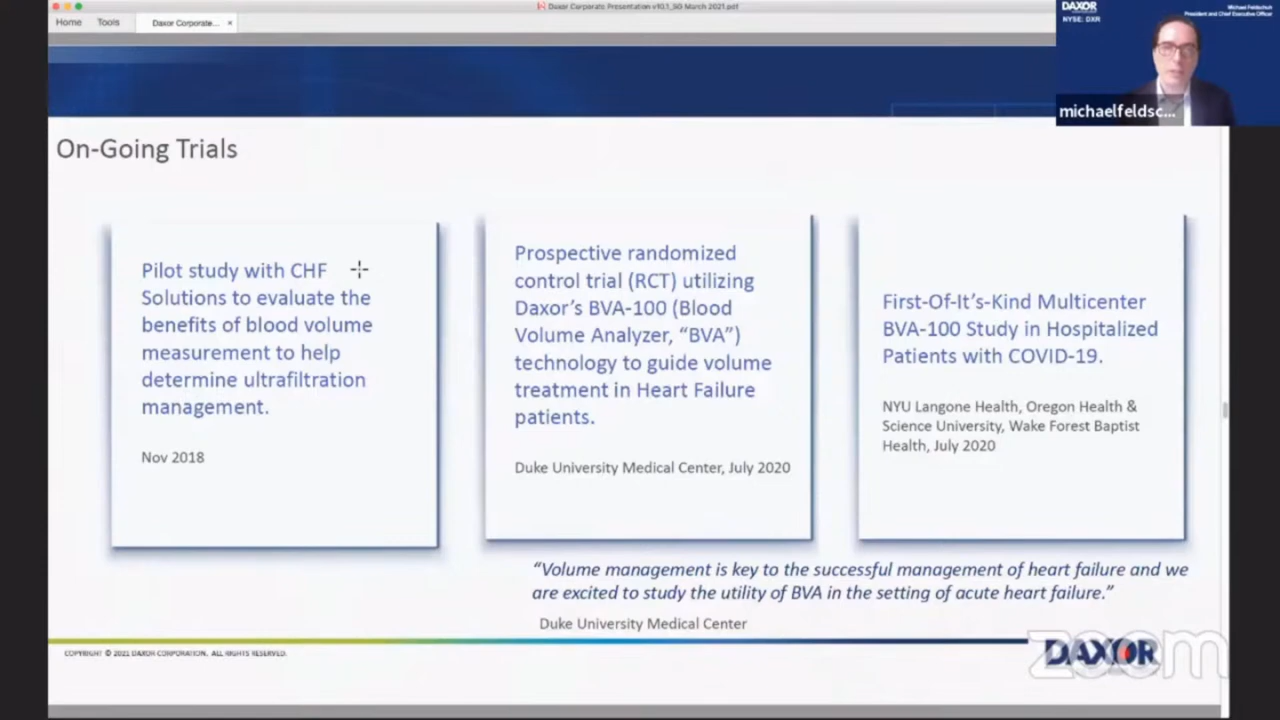 Daxor Corporate Presentation v10.1_SO March 2021.pdf
Home Tools Daxor Corporate... ×
DAXOR
NYSE: DXR
Michael Feldschuh
President and Chief Executive Officer
michaelfeldsc...
On-Going Trials
Pilot study with CHF
Solutions to evaluate the
benefits of blood volume
measurement to help
determine ultrafiltration
management.
Nov 2018
Prospective randomized
control trial (RCT) utilizing
Daxor’s BVA-100 (Blood
Volume Analyzer, “BVA”)
technology to guide volume
treatment in Heart Failure
patients.
Duke University Medical Center, July 2020
First-Of-It’s-Kind Multicenter
BVA-100 Study in Hospitalized
Patients with COVID-19.
NYU Langone Health, Oregon Health &
Science University, Wake Forest Baptist
Health, July 2020
“Volume management is key to the successful management of heart failure and we
are excited to study the utility of BVA in the setting of acute heart failure.”
Duke University Medical Center
COPYRIGHT © 2021 DAXOR CORPORATION. ALL RIGHTS RESERVED.
DAXOR
zoom